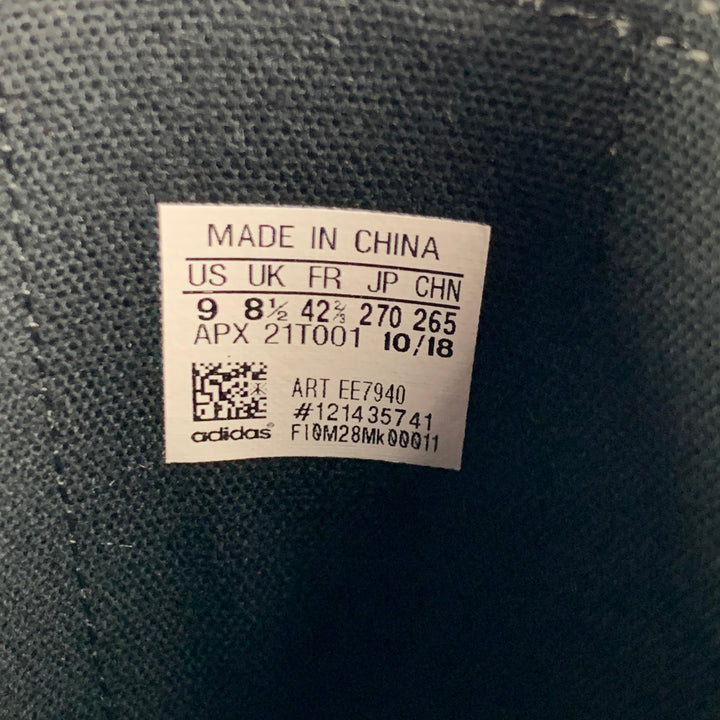 MADE IN CHINA
US UK FR JP CHN
9 8½ 42⅔ 270 265
APX 21T001 10/18
ART EE7940
#121435741
adidas F10M28Mk00011